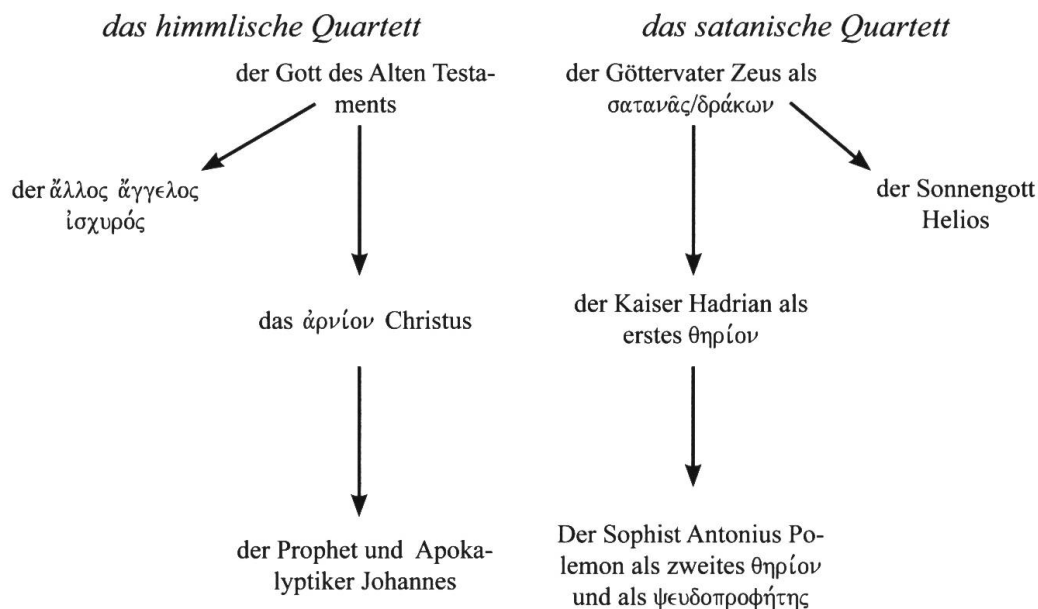 das himmlische Quartett
der Gott des Alten Testa-
ments
der ἄλλος ἄγγελος
ἰσχυρός
das ἀρνίον Christus
der Prophet und Apoka-
lyptiker Johannes
das satanische Quartett
der Göttervater Zeus als
σατανᾶς/δράκων
der Sonnengott
Helios
der Kaiser Hadrian als
erstes θηρίον
Der Sophist Antonius Po-
lemon als zweites θηρίον
und als ψευδοπροφήτης